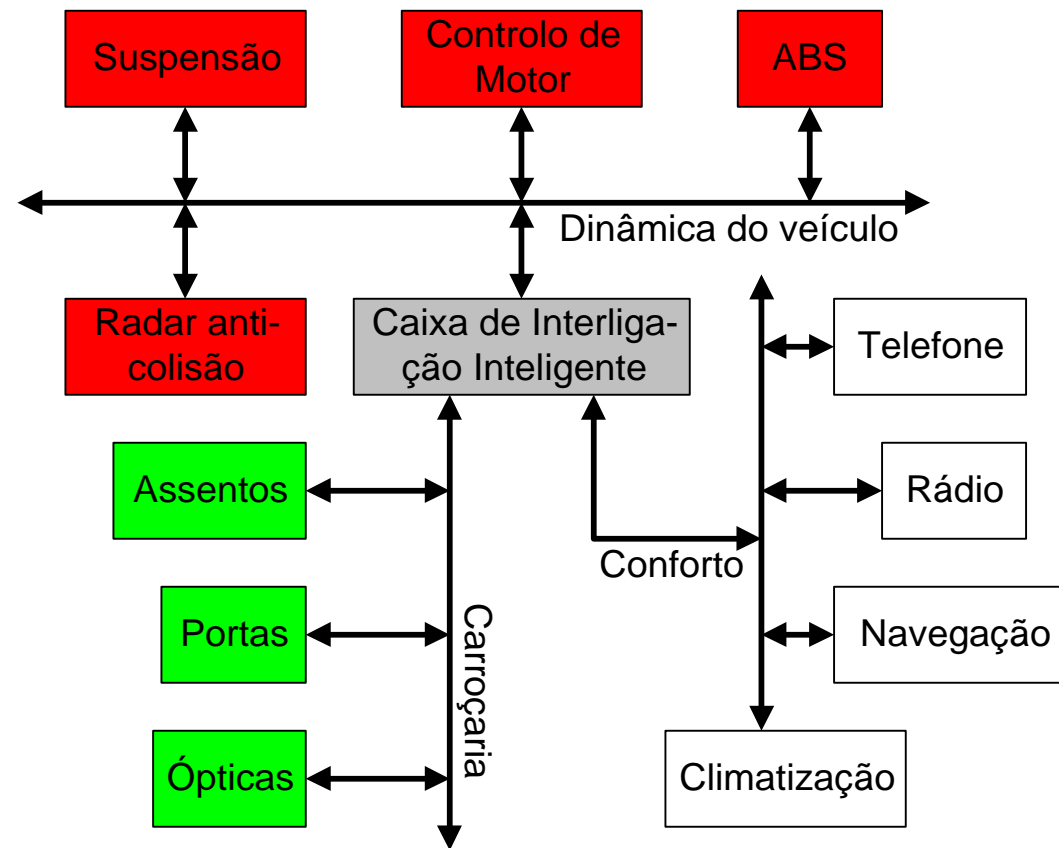 Suspensão
Controlo de
Motor
ABS
Dinâmica do veículo
Radar anti-
colisão
Caixa de Interliga-
ção Inteligente
Telefone
Assentos
Rádio
Conforto
Portas
Carroçaria
Navegação
Ópticas
Climatização